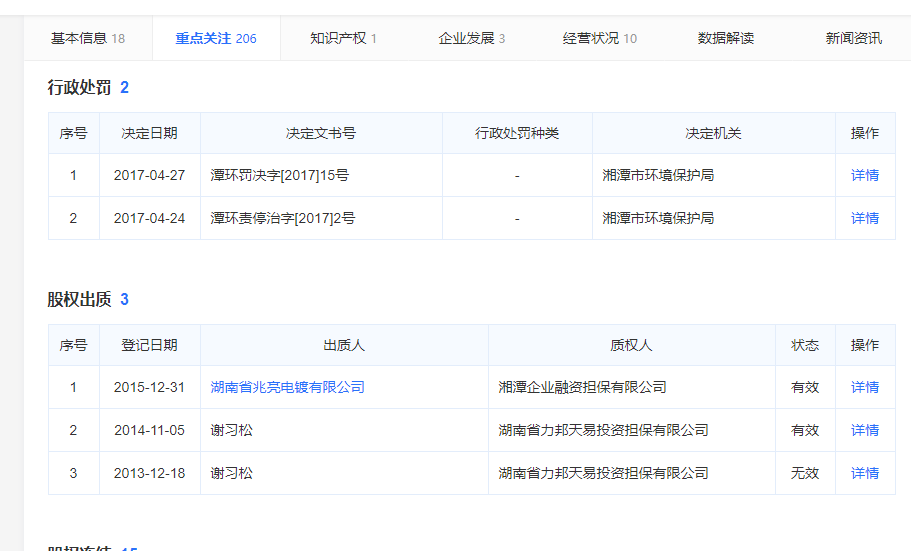 基本信息 18 重点关注 206 知识产权 1 企业发展 3 经营状况 10 数据解读 新闻资讯
行政处罚 2
序号 决定日期 决定文书号 行政处罚种类 决定机关 操作
1 2017-04-27 潭环罚决字[2017]15号 - 湘潭市环境保护局 详情
2 2017-04-24 潭环责停治字[2017]2号 - 湘潭市环境保护局 详情
股权出质 3
序号 登记日期 出质人 质权人 状态 操作
1 2015-12-31 湖南省兆亮电镀有限公司 湘潭企业融资担保有限公司 有效 详情
2 2014-11-05 谢习松 湖南省力邦天易投资担保有限公司 有效 详情
3 2013-12-18 谢习松 湖南省力邦天易投资担保有限公司 无效 详情